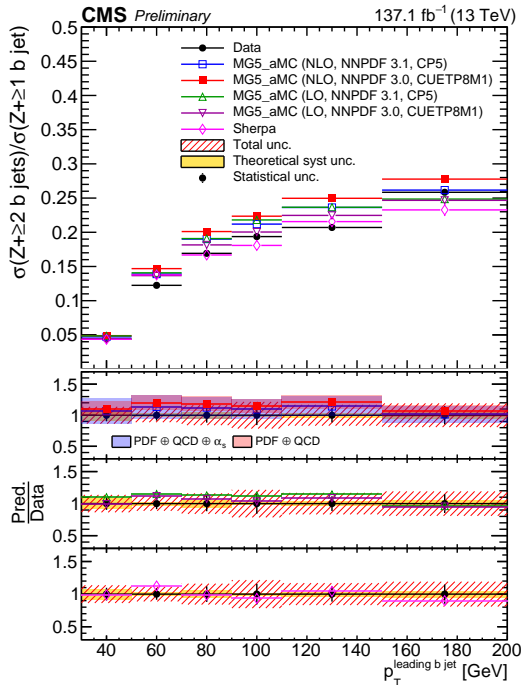 CMS Preliminary 137.1 fb⁻¹ (13 TeV)
σ(Z+≥2 b jets)/σ(Z+≥1 b jet)
0.5
0.45
0.4
0.35
0.3
0.25
0.2
0.15
0.1
0.05
Data
MG5_aMC (NLO, NNPDF 3.1, CP5)
MG5_aMC (NLO, NNPDF 3.0, CUETP8M1)
MG5_aMC (LO, NNPDF 3.1, CP5)
MG5_aMC (LO, NNPDF 3.0, CUETP8M1)
Sherpa
Total unc.
Theoretical syst unc.
Statistical unc.
1.5
1
0.5
PDF ⊕ QCD ⊕ αₛ PDF ⊕ QCD
Pred.
Data
1.5
1
0.5
1.5
1
0.5
40 60 80 100 120 140 160 180 200
p_T^{leading b jet} [GeV]